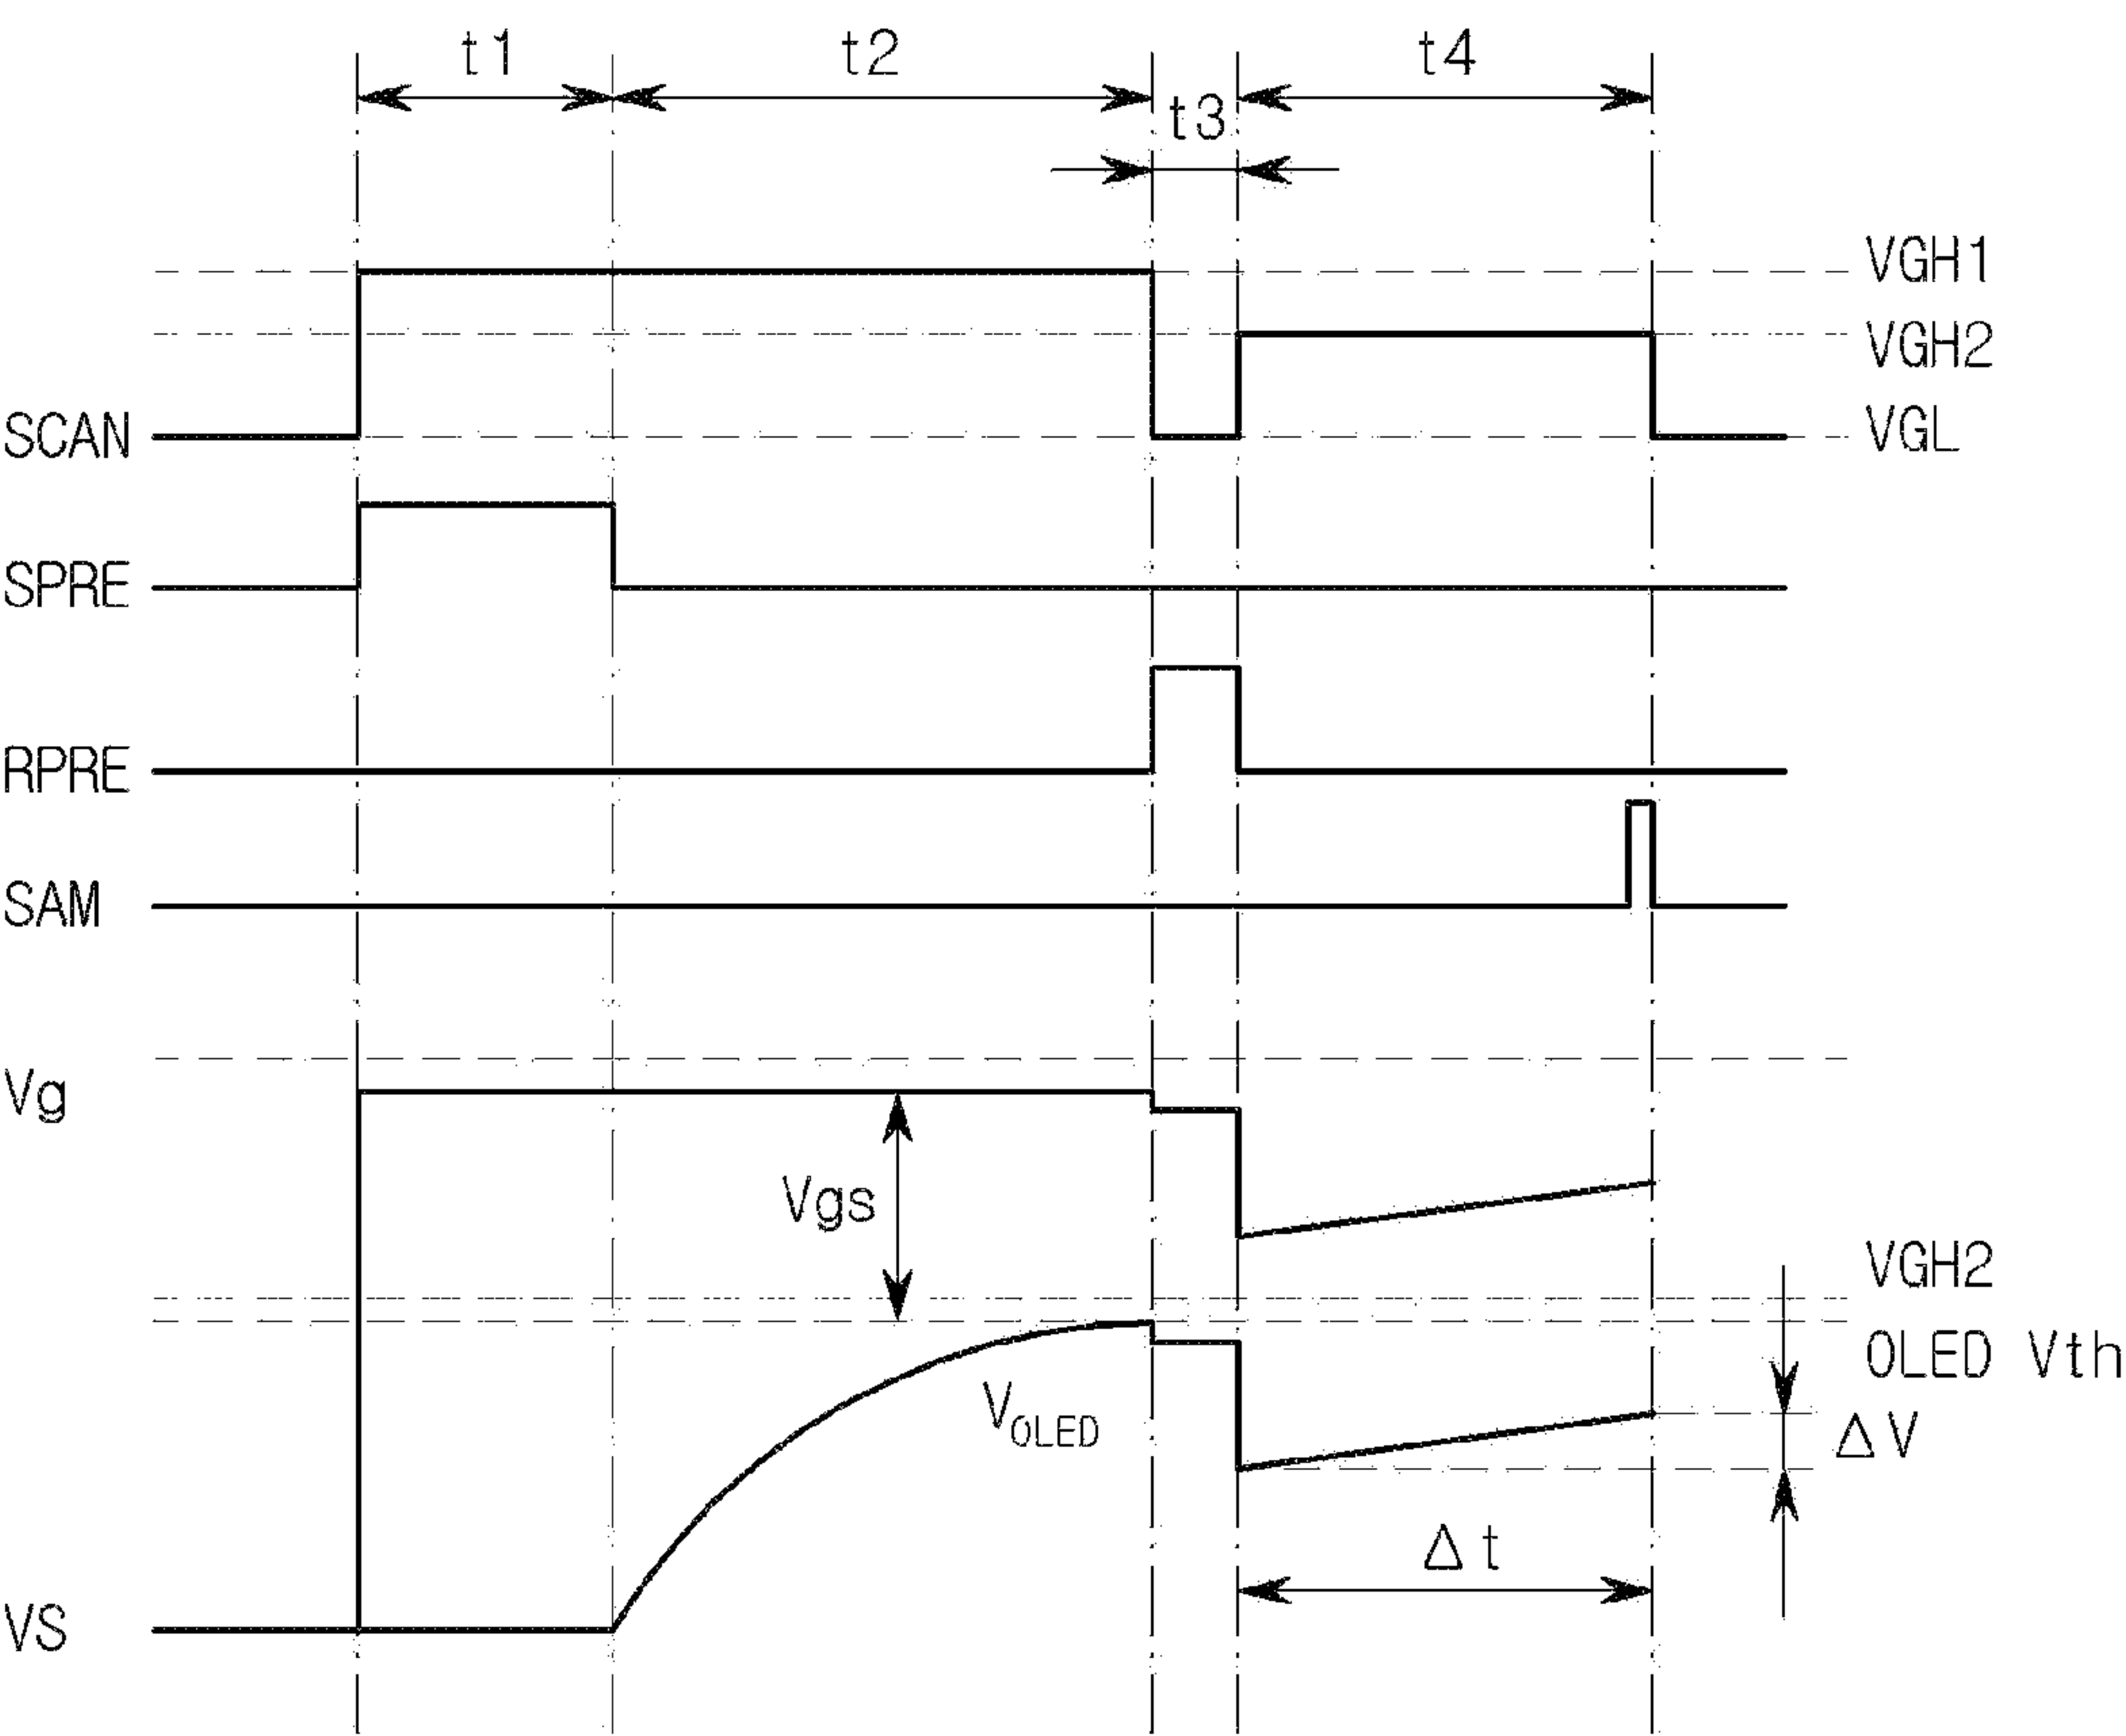 t1
t2
t3
t4
VGH1
VGH2
SCAN
VGL
SPRE
RPRE
SAM
Vg
Vgs
VGH2
OLED Vth
VOLED
ΔV
Δt
VS